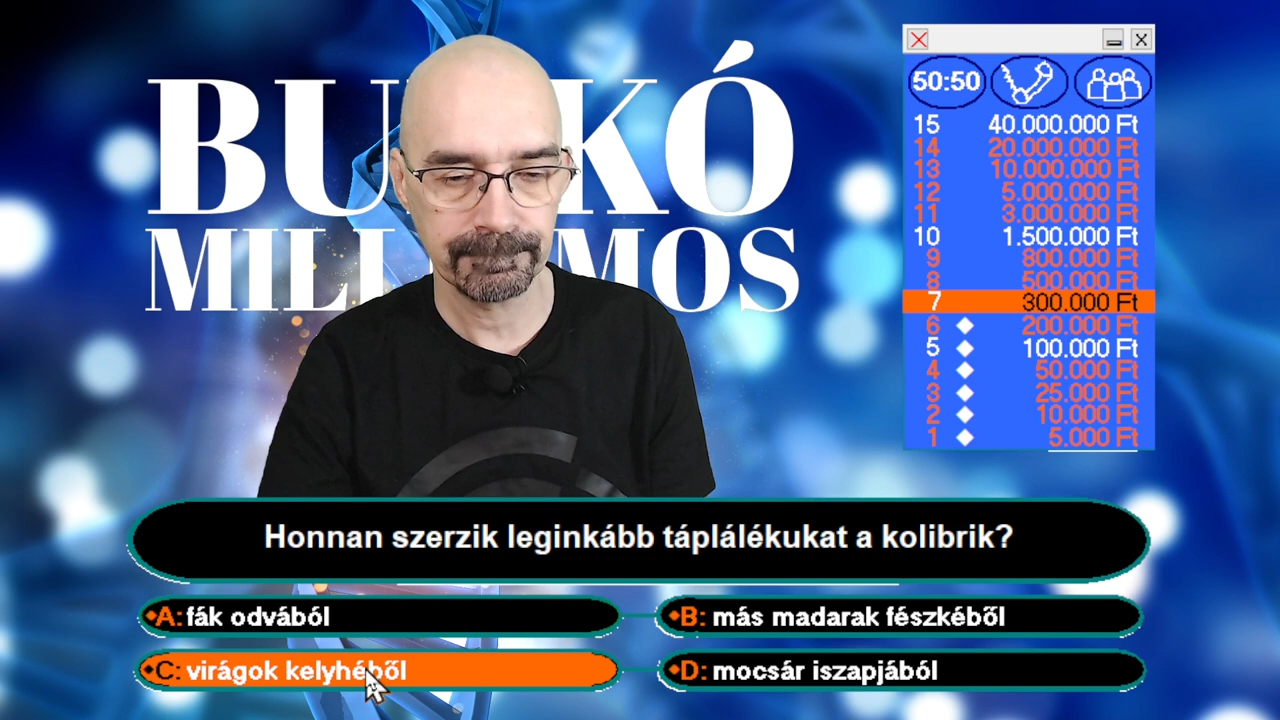 BU KÓ
MILL MOS
50:50
15 40.000.000 Ft
14 20.000.000 Ft
13 10.000.000 Ft
12 5.000.000 Ft
11 3.000.000 Ft
10 1.500.000 Ft
9 800.000 Ft
8 500.000 Ft
7 300.000 Ft
6 200.000 Ft
5 100.000 Ft
4 50.000 Ft
3 25.000 Ft
2 10.000 Ft
1 5.000 Ft
Honnan szerzik leginkább táplálékukat a kolibrik?
A: fák odvából
B: más madarak fészkéből
C: virágok kelyhéből
D: mocsár iszapjából